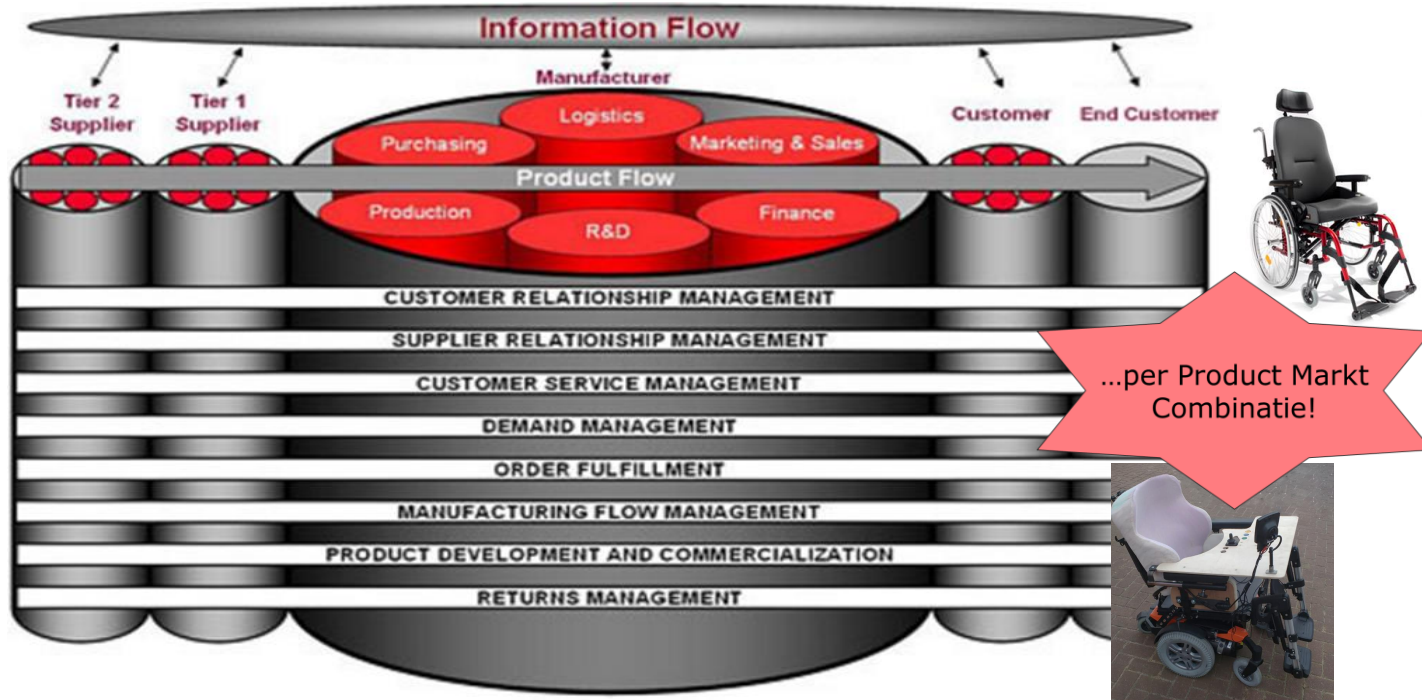 Information Flow
Manufacturer
Tier 2
Supplier
Tier 1
Supplier
Customer
End Customer
Logistics
Purchasing
Marketing & Sales
Product Flow
Production
R&D
Finance
CUSTOMER RELATIONSHIP MANAGEMENT
SUPPLIER RELATIONSHIP MANAGEMENT
CUSTOMER SERVICE MANAGEMENT
DEMAND MANAGEMENT
ORDER FULFILLMENT
MANUFACTURING FLOW MANAGEMENT
PRODUCT DEVELOPMENT AND COMMERCIALIZATION
RETURNS MANAGEMENT
...per Product Markt
Combinatie!